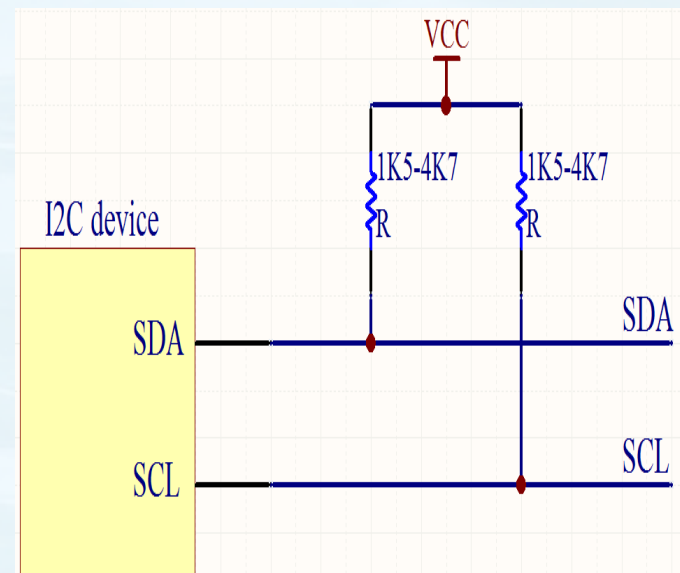 VCC
1K5-4K7
1K5-4K7
R
R
I2C device
SDA
SDA
SCL
SCL